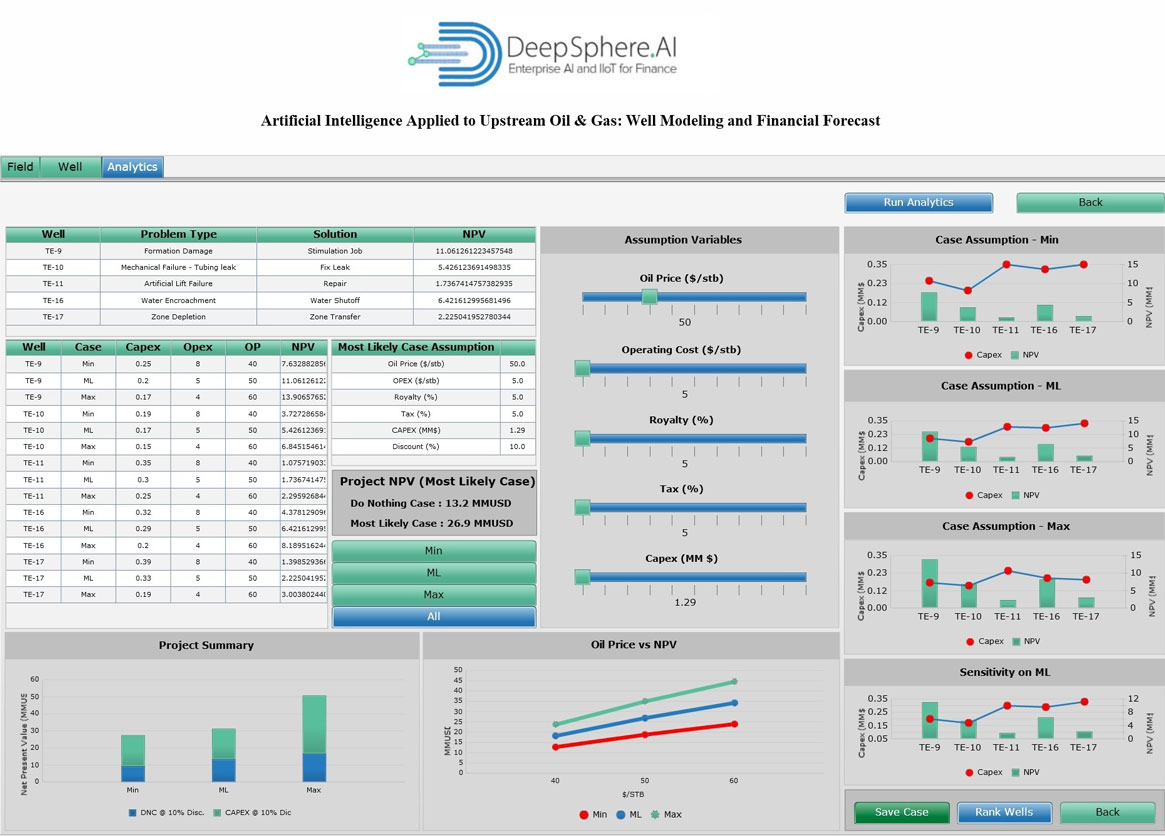 DeepSphere.AI
Enterprise AI and IIoT for Finance
Artificial Intelligence Applied to Upstream Oil & Gas: Well Modeling and Financial Forecast
Field Well Analytics
Run Analytics Back
Well Problem Type Solution NPV
TE-9 Formation Damage Stimulation Job 11.061261223457548
TE-10 Mechanical Failure - Tubing leak Fix Leak 5.426123691498335
TE-11 Artificial Lift Failure Repair 1.7367414757382935
TE-16 Water Encroachment Water Shutoff 6.421612995681496
TE-17 Zone Depletion Zone Transfer 2.225041952780344
Well Case Capex Opex OP NPV
TE-9 Min 0.25 8 40 7.63288285
TE-9 ML 0.2 5 50 11.061261
TE-9 Max 0.17 4 60 13.906576
TE-10 Min 0.19 8 40 3.72728658
TE-10 ML 0.17 5 50 5.42612369
TE-10 Max 0.15 4 60 6.84451546
TE-11 Min 0.35 8 40 1.0757190
TE-11 ML 0.3 5 50 1.73674147
TE-11 Max 0.25 4 60 2.29592684
TE-16 Min 0.32 8 40 4.37812909
TE-16 ML 0.29 5 50 6.42161299
TE-16 Max 0.2 4 60 8.18951624
TE-17 Min 0.39 8 40 1.39852936
TE-17 ML 0.33 5 50 2.22504195
TE-17 Max 0.19 4 60 3.00380244
Most Likely Case Assumption
Oil Price ($/stb) 50.0
OPEX ($/stb) 5.0
Royalty (%) 5.0
Tax (%) 5.0
CAPEX (MM$) 1.29
Discount (%) 10.0
Project NPV (Most Likely Case)
Do Nothing Case : 13.2 MMUSD
Most Likely Case : 26.9 MMUSD
Min
ML
Max
All
Assumption Variables
Oil Price ($/stb)
50
Operating Cost ($/stb)
5
Royalty (%)
5
Tax (%)
5
Capex (MM $)
1.29
Case Assumption - Min
Capex (MM$
0.35
0.23
0.12
0.00
15
10
5
0
NPV (MM$
TE-9 TE-10 TE-11 TE-16 TE-17
Capex NPV
Case Assumption - ML
Capex (MM$
0.35
0.23
0.12
0.00
15
10
5
0
NPV (MM$
TE-9 TE-10 TE-11 TE-16 TE-17
Capex NPV
Case Assumption - Max
Capex (MM$
0.35
0.23
0.12
0.00
15
10
5
0
NPV (MM$
TE-9 TE-10 TE-11 TE-16 TE-17
Capex NPV
Sensitivity on ML
Capex (MM$
0.35
0.25
0.15
0.05
12
8
4
0
NPV (MM$
TE-9 TE-10 TE-11 TE-16 TE-17
Capex NPV
Project Summary
Net Present Value (MMUS
60
50
40
30
20
10
0
Min ML Max
DNC @ 10% Disc. CAPEX @ 10% Dic
Oil Price vs NPV
MMUS(
50
45
40
35
30
25
20
15
10
5
0
40 50 60
$/STB
Min ML Max
Save Case Rank Wells Back